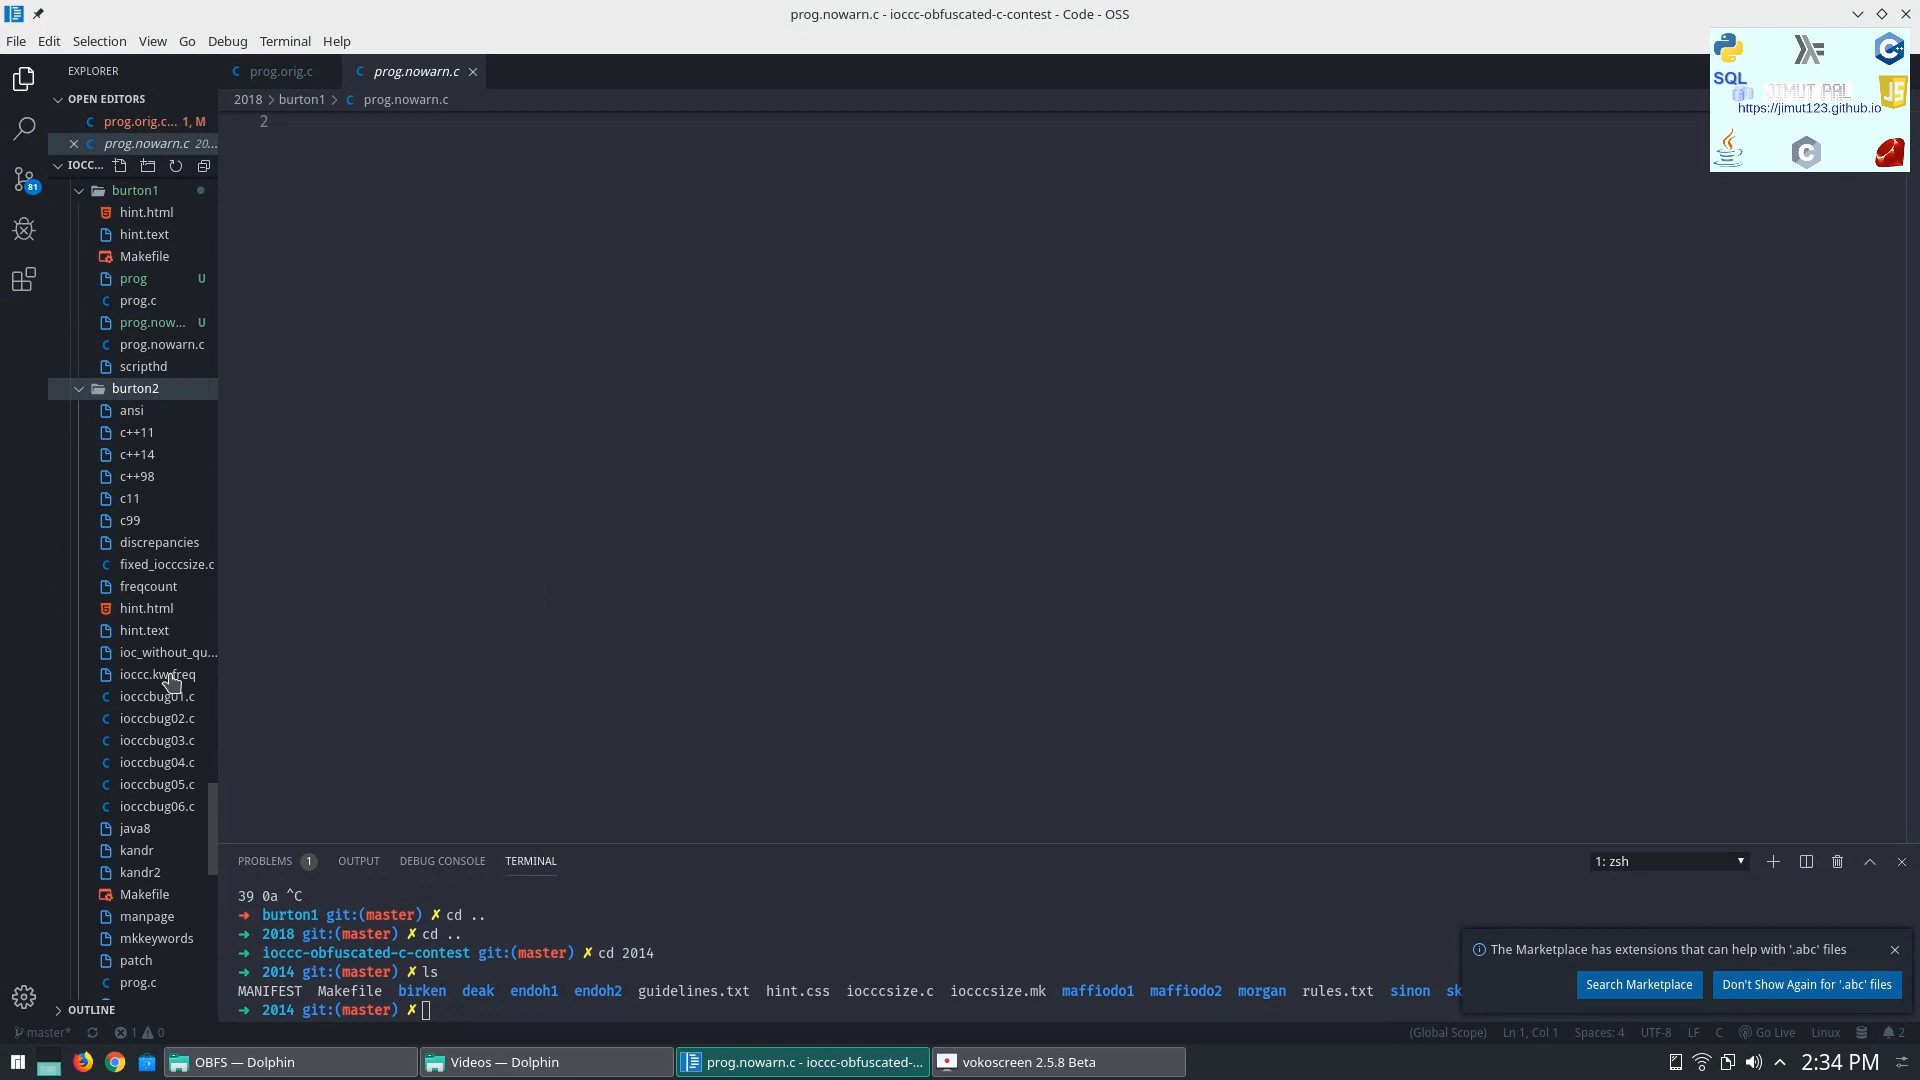 prog.nowarn.c - ioccc-obfuscated-c-contest - Code - OSS
File Edit Selection View Go Debug Terminal Help
EXPLORER
prog.orig.c
prog.nowarn.c
OPEN EDITORS
2018 > burton1 > prog.nowarn.c
prog.orig.c... 1, M
prog.nowarn.c 20...
2
IOCC...
81
burton1
hint.html
hint.text
Makefile
prog U
prog.c
prog.now... U
prog.nowarn.c
scripthd
burton2
ansi
c++11
c++14
c++98
c11
c99
discrepancies
fixed_iocccsize.c
freqcount
hint.html
hint.text
ioc_without_qu...
ioccc.kwfreq
iocccbug01.c
iocccbug02.c
iocccbug03.c
iocccbug04.c
iocccbug05.c
iocccbug06.c
java8
kandr
kandr2
Makefile
manpage
mkkeywords
patch
prog.c
OUTLINE
SQL
JS
JIMUT PAL
https://jimut123.github.io
C
PROBLEMS 1 OUTPUT DEBUG CONSOLE TERMINAL
1: zsh
39 0a ^C
➜ burton1 git:(master) ✗ cd ..
➜ 2018 git:(master) ✗ cd ..
➜ ioccc-obfuscated-c-contest git:(master) ✗ cd 2014
➜ 2014 git:(master) ✗ ls
MANIFEST Makefile birken deak endoh1 endoh2 guidelines.txt hint.css iocccsize.c iocccsize.mk maffiodo1 maffiodo2 morgan rules.txt sinon sk
➜ 2014 git:(master) ✗
The Marketplace has extensions that can help with '.abc' files
Search Marketplace
Don't Show Again for '.abc' files
master* 1 0
(Global Scope) Ln 1, Col 1 Spaces: 4 UTF-8 LF C Go Live Linux 2
OBFS — Dolphin
Videos — Dolphin
prog.nowarn.c - ioccc-obfuscated-...
vokoscreen 2.5.8 Beta
2:34 PM